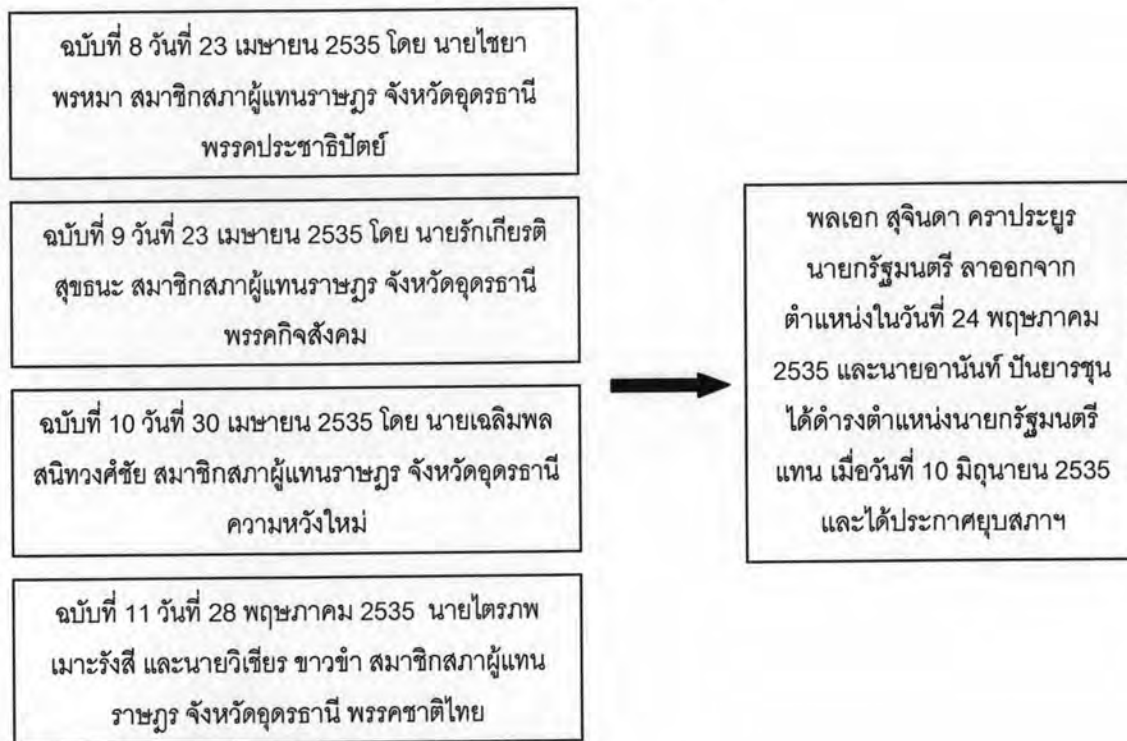 ฉบับที่ 8 วันที่ 23 เมษายน 2535 โดย นายไชยา
พรหมา สมาชิกสภาผู้แทนราษฎร จังหวัดอุดรธานี
พรรคประชาธิปัตย์
ฉบับที่ 9 วันที่ 23 เมษายน 2535 โดย นายรักเกียรติ
สุขธนะ สมาชิกสภาผู้แทนราษฎร จังหวัดอุดรธานี
พรรคกิจสังคม
ฉบับที่ 10 วันที่ 30 เมษายน 2535 โดย นายเฉลิมพล
สนิทวงศ์ชัย สมาชิกสภาผู้แทนราษฎร จังหวัดอุดรธานี
ความหวังใหม่
ฉบับที่ 11 วันที่ 28 พฤษภาคม 2535 นายไตรภพ
เมาะรังสี และนายวิเชียร ขาวขำ สมาชิกสภาผู้แทน
ราษฎร จังหวัดอุดรธานี พรรคชาติไทย
พลเอก สุจินดา คราประยูร
นายกรัฐมนตรี ลาออกจาก
ตำแหน่งในวันที่ 24 พฤษภาคม
2535 และนายอานันท์ ปันยารชุน
ได้ดำรงตำแหน่งนายกรัฐมนตรี
แทน เมื่อวันที่ 10 มิถุนายน 2535
และได้ประกาศยุบสภาฯ